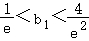 1/e < b₁ < 4/e²